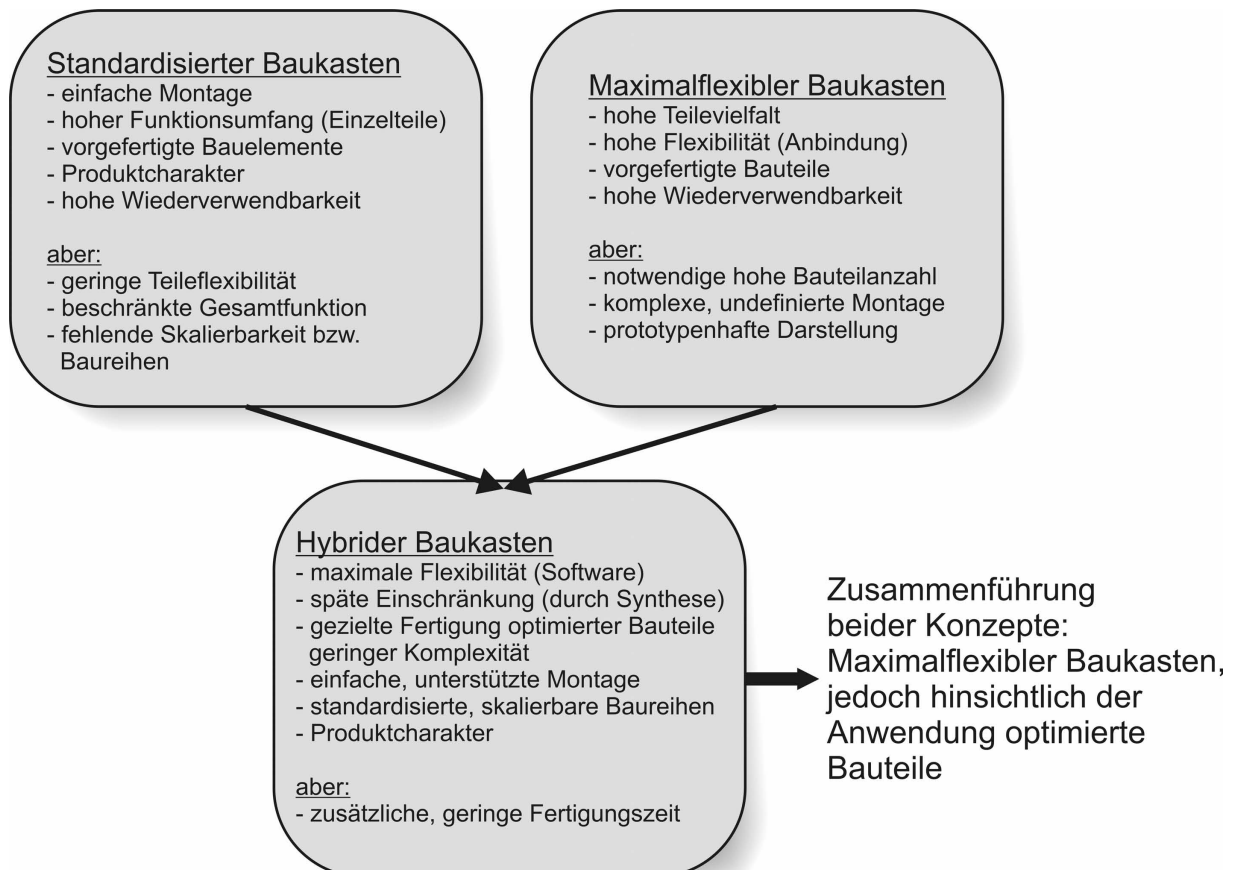 Standardisierter Baukasten
- einfache Montage
- hoher Funktionsumfang (Einzelteile)
- vorgefertigte Bauelemente
- Produktcharakter
- hohe Wiederverwendbarkeit
aber:
- geringe Teileflexibilität
- beschränkte Gesamtfunktion
- fehlende Skalierbarkeit bzw.
Baureihen
Maximalflexibler Baukasten
- hohe Teilevielfalt
- hohe Flexibilität (Anbindung)
- vorgefertigte Bauteile
- hohe Wiederverwendbarkeit
aber:
- notwendige hohe Bauteilanzahl
- komplexe, undefinierte Montage
- prototypenhafte Darstellung
Hybrider Baukasten
- maximale Flexibilität (Software)
- späte Einschränkung (durch Synthese)
- gezielte Fertigung optimierter Bauteile
geringer Komplexität
- einfache, unterstützte Montage
- standardisierte, skalierbare Baureihen
- Produktcharakter
aber:
- zusätzliche, geringe Fertigungszeit
Zusammenführung
beider Konzepte:
Maximalflexibler Baukasten,
jedoch hinsichtlich der
Anwendung optimierte
Bauteile